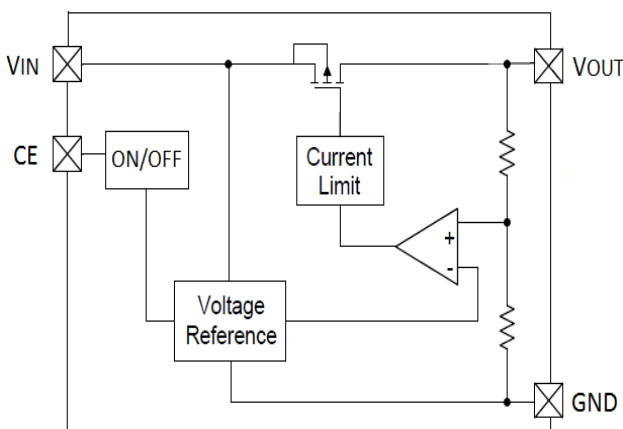 VIN
VOUT
CE
ON/OFF
Current
Limit
+
-
Voltage
Reference
GND